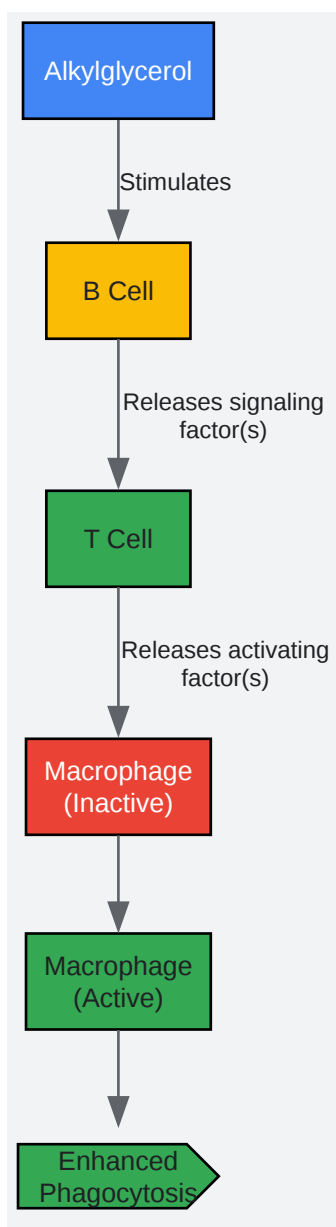 Alkylglycerol
Stimulates
B Cell
Releases signaling
factor(s)
T Cell
Releases activating
factor(s)
Macrophage
(Inactive)
Macrophage
(Active)
Enhanced
Phagocytosis